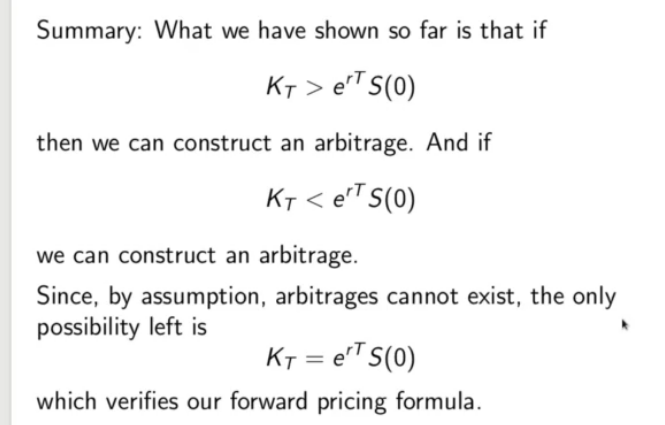 Summary: What we have shown so far is that if
K_T > e^{rT} S(0)
then we can construct an arbitrage. And if
K_T < e^{rT} S(0)
we can construct an arbitrage.
Since, by assumption, arbitrages cannot exist, the only
possibility left is
K_T = e^{rT} S(0)
which verifies our forward pricing formula.